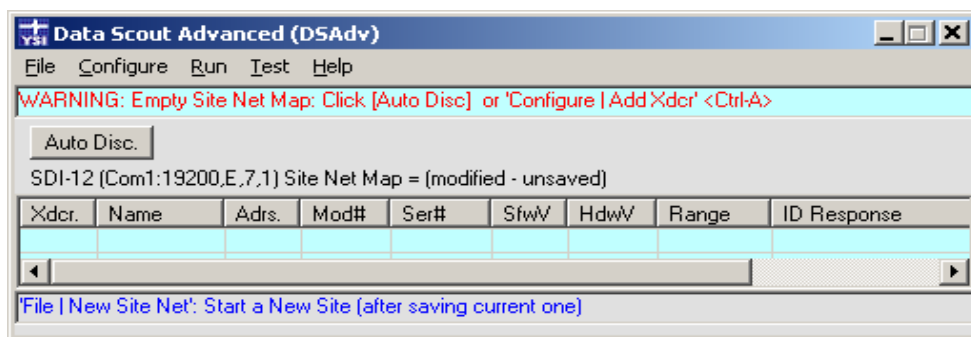 YSI Data Scout Advanced (DSAdv)
File Configure Run Test Help
WARNING: Empty Site Net Map: Click [Auto Disc] or 'Configure | Add Xdcr' <Ctrl-A>
Auto Disc.
SDI-12 (Com1:19200,E,7,1) Site Net Map = (modified - unsaved)
Xdcr. Name Adrs. Mod# Ser# SfwV HdwV Range ID Response
'File | New Site Net': Start a New Site (after saving current one)